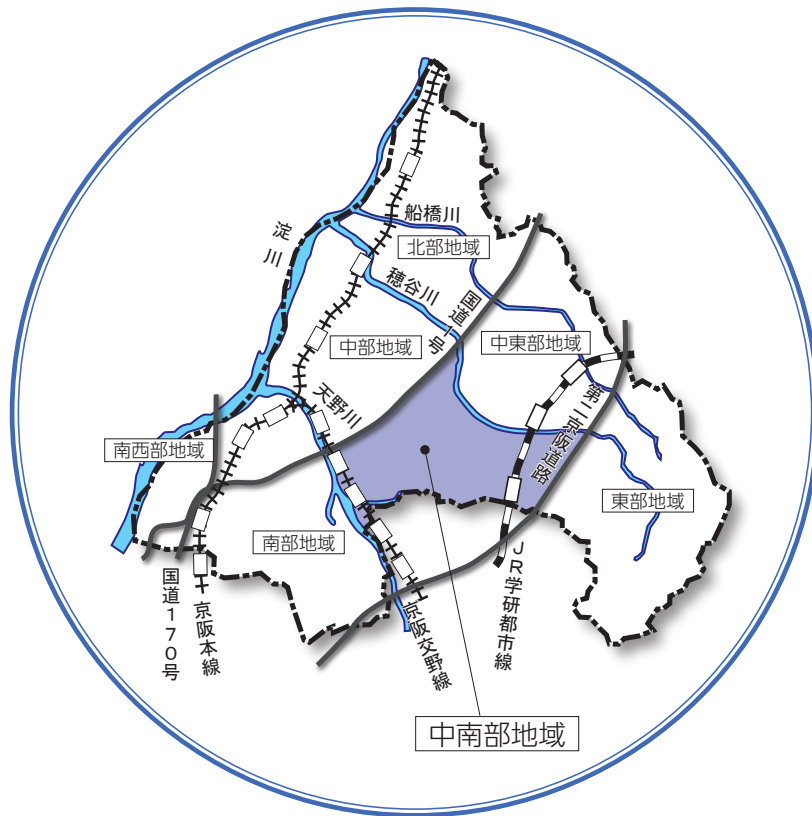 船橋川
淀川
北部地域
穂谷川
国道1号
中部地域
中東部地域
天野川
第二京阪道路
南西部地域
東部地域
南部地域
国道170号
京阪本線
京阪交野線
JR学研都市線
中南部地域